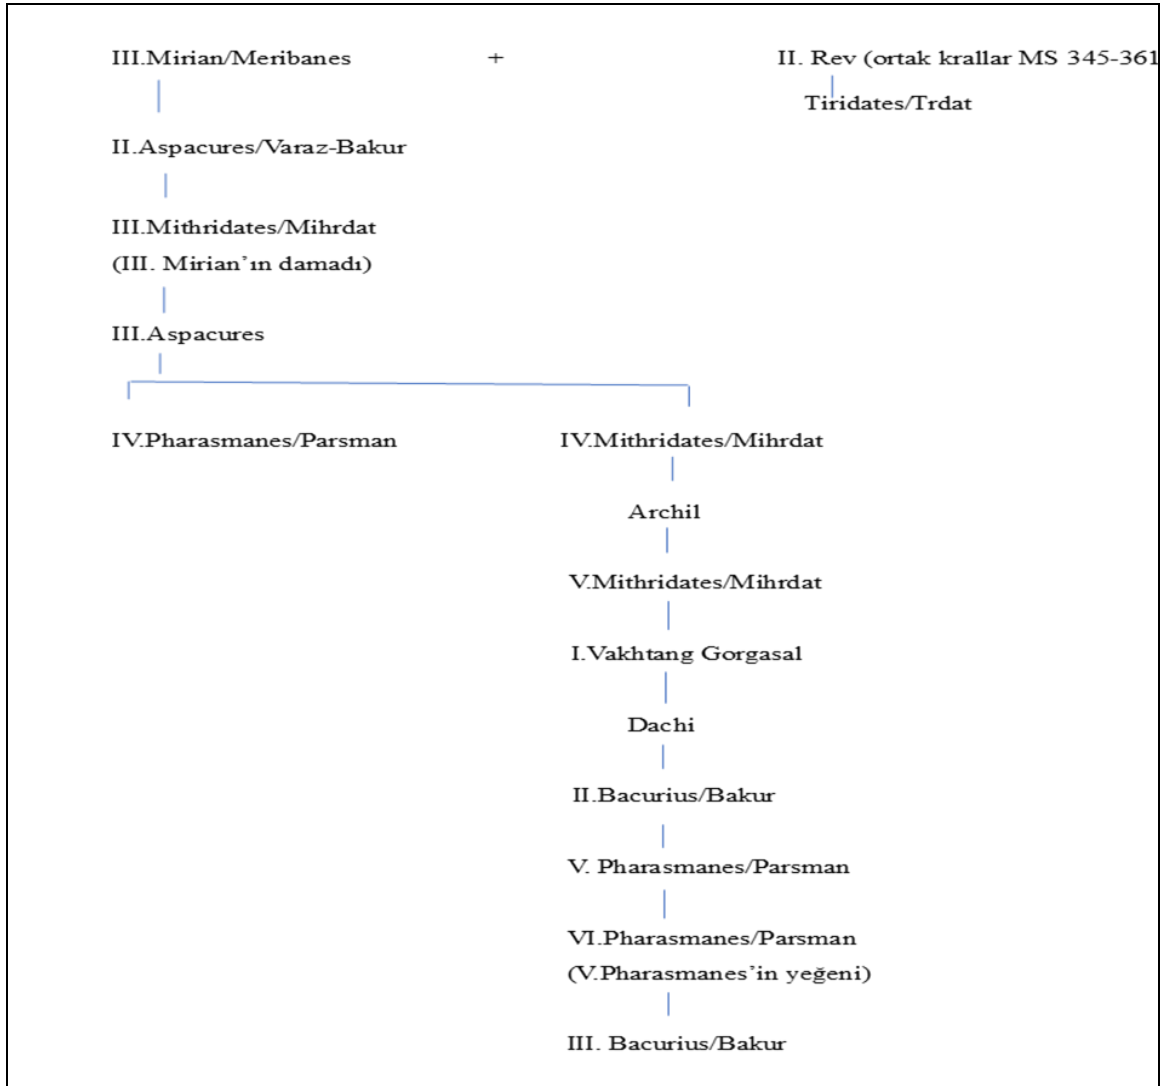 III.Mirian/Meribanes + II. Rev (ortak krallar MS 345-361
Tiridates/Trdat
II.Aspacures/Varaz-Bakur
III.Mithridates/Mihrdat
(III. Mirian’ın damadı)
III.Aspacures
IV.Pharasmanes/Parsman IV.Mithridates/Mihrdat
Archil
V.Mithridates/Mihrdat
I.Vakhtang Gorgasal
Dachi
II.Bacurius/Bakur
V. Pharasmanes/Parsman
VI.Pharasmanes/Parsman
(V.Pharasmanes’in yeğeni)
III. Bacurius/Bakur